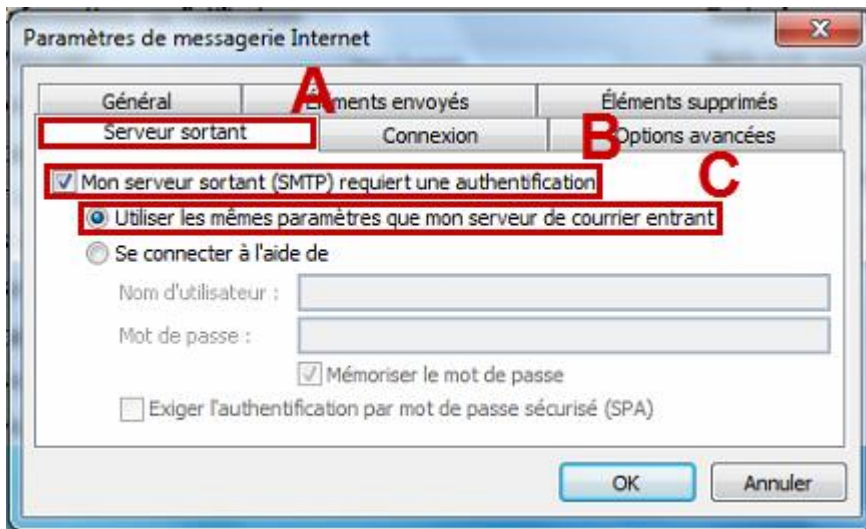 Paramètres de messagerie Internet
Général Éléments envoyés Éléments supprimés
A
Serveur sortant Connexion Options avancées
B
Mon serveur sortant (SMTP) requiert une authentification
C
Utiliser les mêmes paramètres que mon serveur de courrier entrant
Se connecter à l'aide de
Nom d'utilisateur :
Mot de passe :
Mémoriser le mot de passe
Exiger l'authentification par mot de passe sécurisé (SPA)
OK Annuler